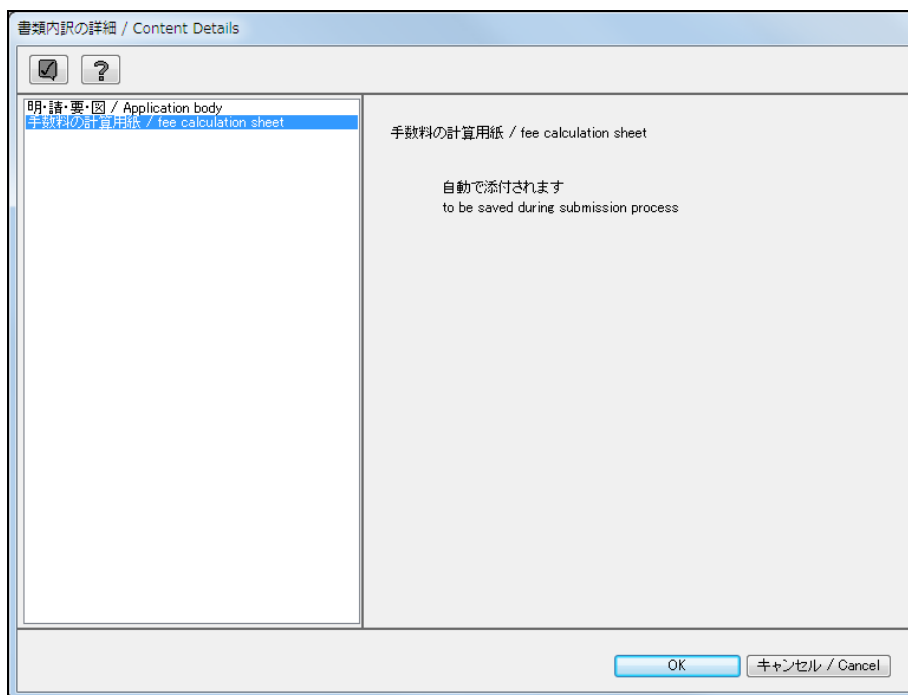 書類内訳の詳細 / Content Details
明・請・要・図 / Application body
手数料の計算用紙 / fee calculation sheet
手数料の計算用紙 / fee calculation sheet
自動で添付されます
to be saved during submission process
OK
キャンセル / Cancel